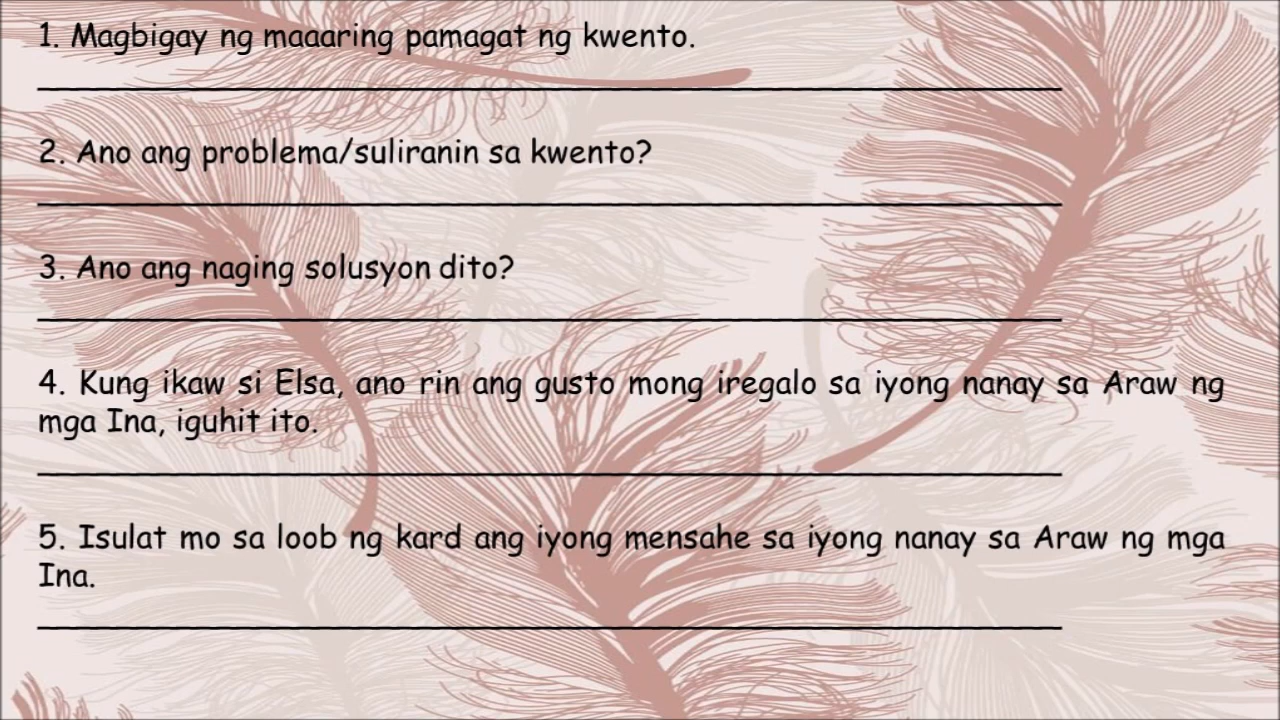 1. Magbigay ng maaaring pamagat ng kwento.
2. Ano ang problema/suliranin sa kwento?
3. Ano ang naging solusyon dito?
4. Kung ikaw si Elsa, ano rin ang gusto mong iregalo sa iyong nanay sa Araw ng
mga Ina, iguhit ito.
5. Isulat mo sa loob ng kard ang iyong mensahe sa iyong nanay sa Araw ng mga
Ina.